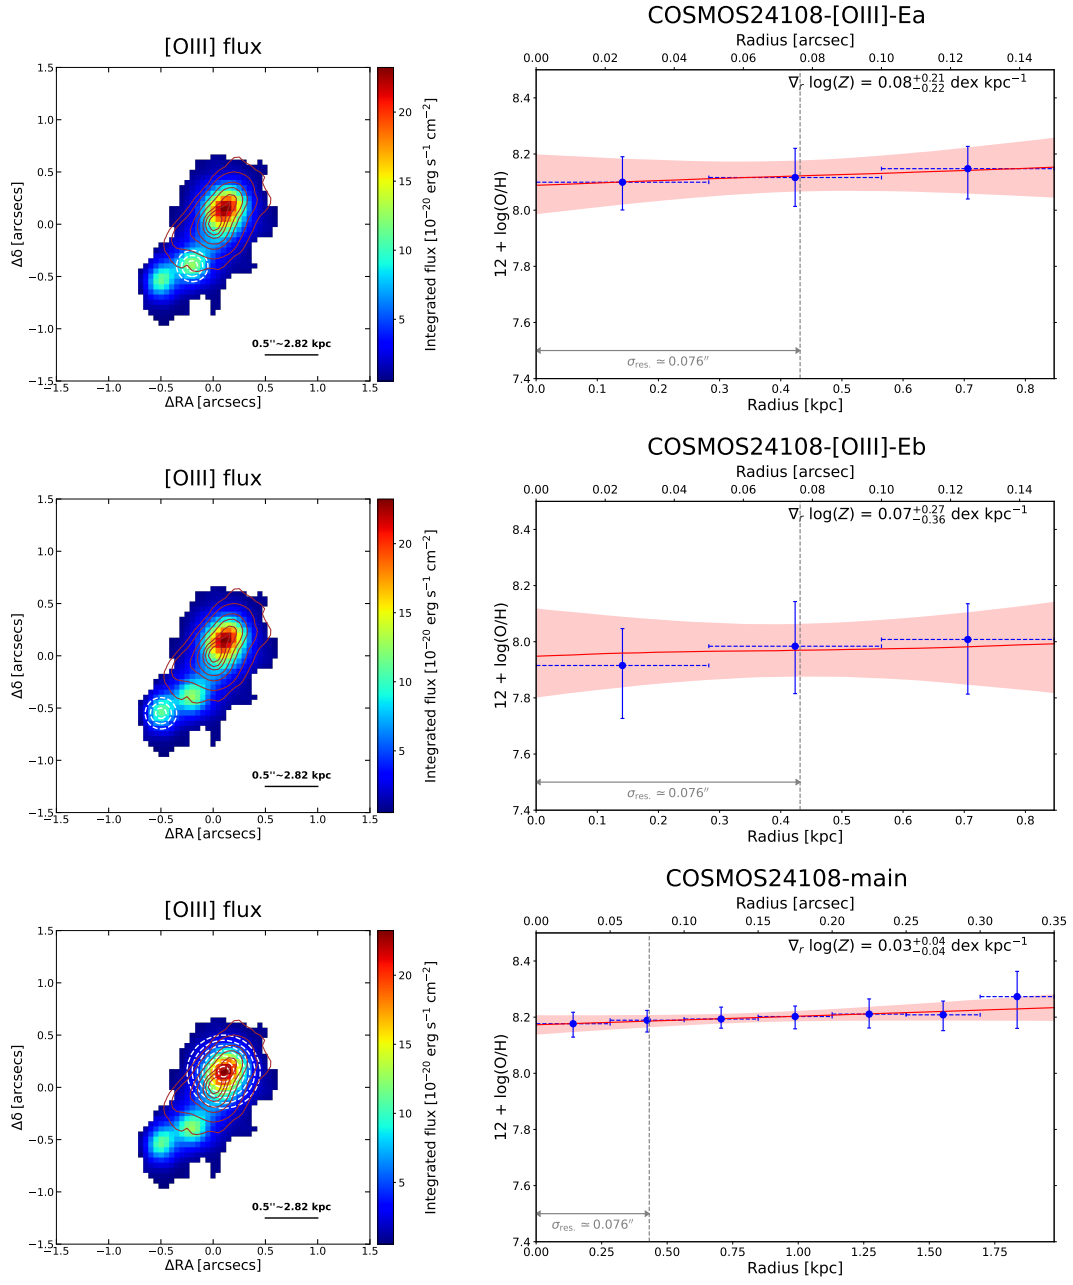 COSMOS24108-[OIII]-Ea
[OIII] flux
Radius [arcsec]
0.00 0.02 0.04 0.06 0.08 0.10 0.12 0.14
∇r log(Z) = 0.08+0.21−0.22 dex kpc−1
1.5
1.0
0.5
0.0
−0.5
−1.0
−1.5
Δδ [arcsecs]
0.5''~2.82 kpc
−1.5 −1.0 −0.5 0.0 0.5 1.0 1.5
ΔRA [arcsecs]
20
15
10
5
Integrated flux [10−20 erg s−1 cm−2]
8.4
8.2
8.0
7.8
7.6
7.4
12 + log(O/H)
σres. ≃ 0.076″
0.0 0.1 0.2 0.3 0.4 0.5 0.6 0.7 0.8
Radius [kpc]
COSMOS24108-[OIII]-Eb
[OIII] flux
Radius [arcsec]
0.00 0.02 0.04 0.06 0.08 0.10 0.12 0.14
∇r log(Z) = 0.07+0.27−0.36 dex kpc−1
1.5
1.0
0.5
0.0
−0.5
−1.0
−1.5
Δδ [arcsecs]
0.5''~2.82 kpc
−1.5 −1.0 −0.5 0.0 0.5 1.0 1.5
ΔRA [arcsecs]
20
15
10
5
Integrated flux [10−20 erg s−1 cm−2]
8.4
8.2
8.0
7.8
7.6
7.4
12 + log(O/H)
σres. ≃ 0.076″
0.0 0.1 0.2 0.3 0.4 0.5 0.6 0.7 0.8
Radius [kpc]
COSMOS24108-main
[OIII] flux
Radius [arcsec]
0.00 0.05 0.10 0.15 0.20 0.25 0.30 0.35
∇r log(Z) = 0.03+0.04−0.04 dex kpc−1
1.5
1.0
0.5
0.0
−0.5
−1.0
−1.5
Δδ [arcsecs]
0.5''~2.82 kpc
−1.5 −1.0 −0.5 0.0 0.5 1.0 1.5
ΔRA [arcsecs]
20
15
10
5
Integrated flux [10−20 erg s−1 cm−2]
8.4
8.2
8.0
7.8
7.6
7.4
12 + log(O/H)
σres. ≃ 0.076″
0.00 0.25 0.50 0.75 1.00 1.25 1.50 1.75
Radius [kpc]